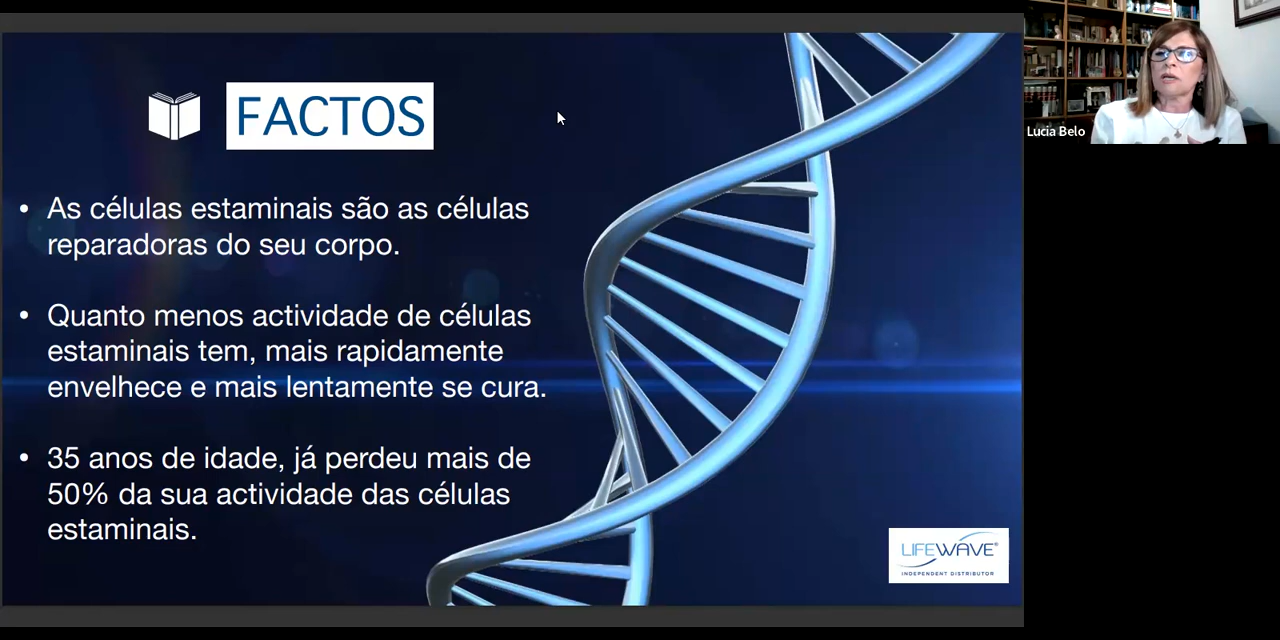 FACTOS
• As células estaminais são as células
reparadoras do seu corpo.
• Quanto menos actividade de células
estaminais tem, mais rapidamente
envelhece e mais lentamente se cura.
• 35 anos de idade, já perdeu mais de
50% da sua actividade das células
estaminais.
LIFEWAVE®
INDEPENDENT DISTRIBUTOR
Lucia Belo